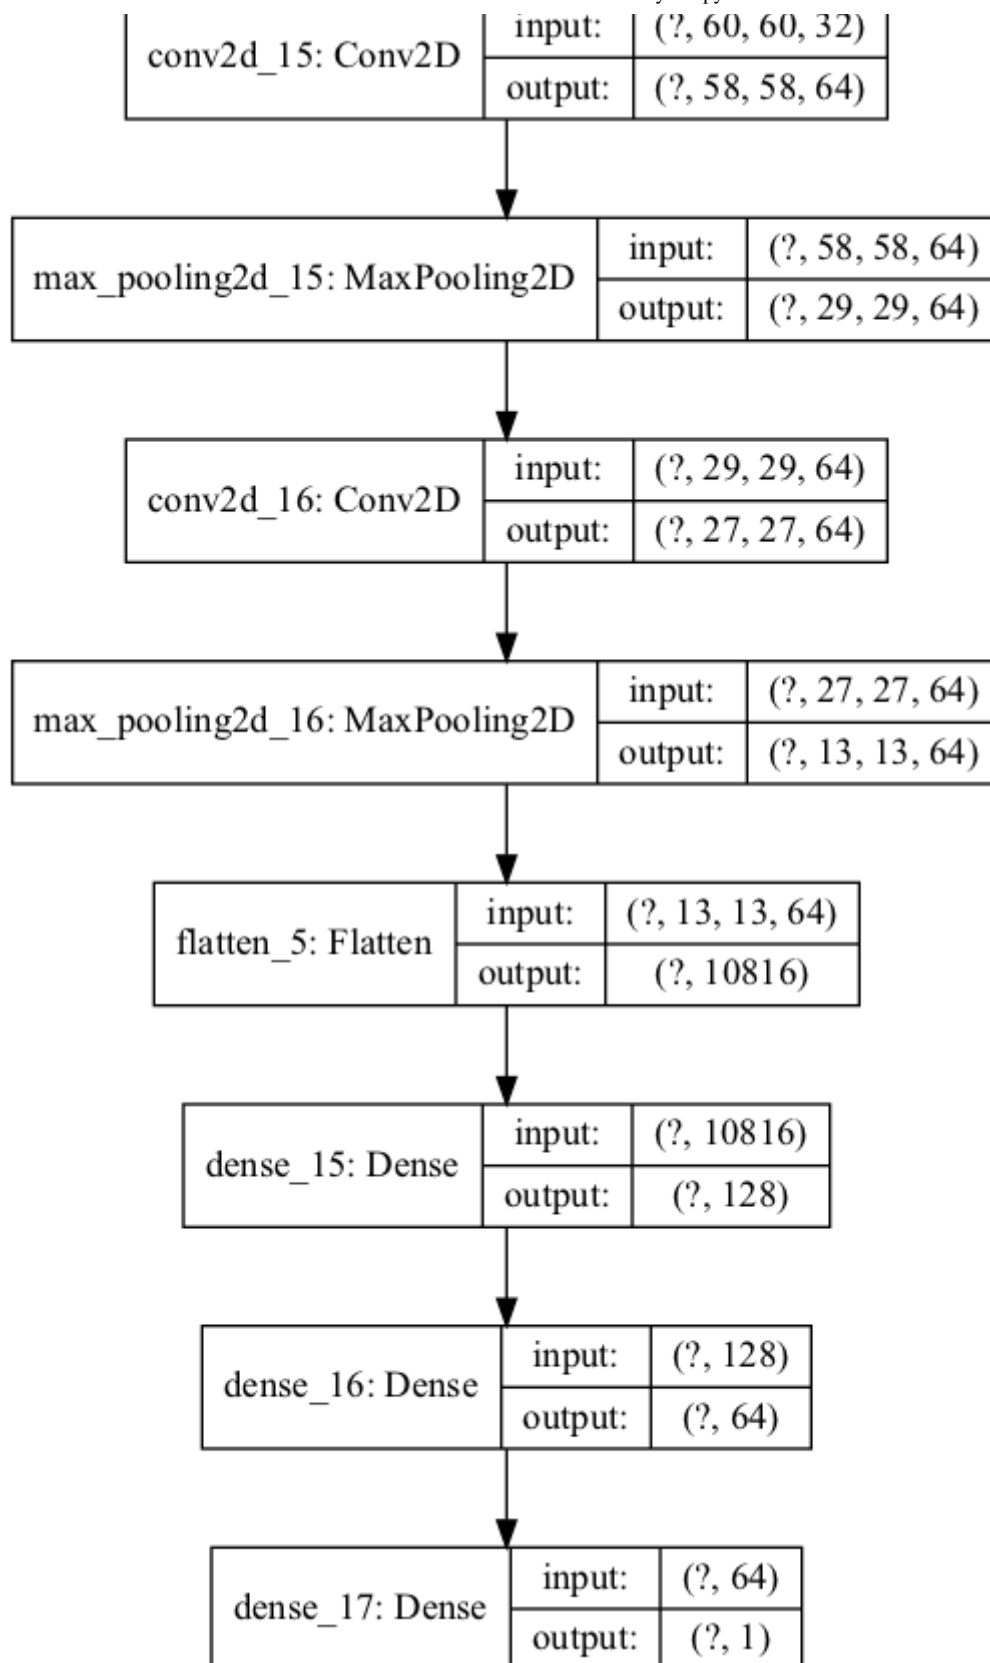 conv2d_15: Conv2D
input: (?, 60, 60, 32)
output: (?, 58, 58, 64)
max_pooling2d_15: MaxPooling2D
input: (?, 58, 58, 64)
output: (?, 29, 29, 64)
conv2d_16: Conv2D
input: (?, 29, 29, 64)
output: (?, 27, 27, 64)
max_pooling2d_16: MaxPooling2D
input: (?, 27, 27, 64)
output: (?, 13, 13, 64)
flatten_5: Flatten
input: (?, 13, 13, 64)
output: (?, 10816)
dense_15: Dense
input: (?, 10816)
output: (?, 128)
dense_16: Dense
input: (?, 128)
output: (?, 64)
dense_17: Dense
input: (?, 64)
output: (?, 1)